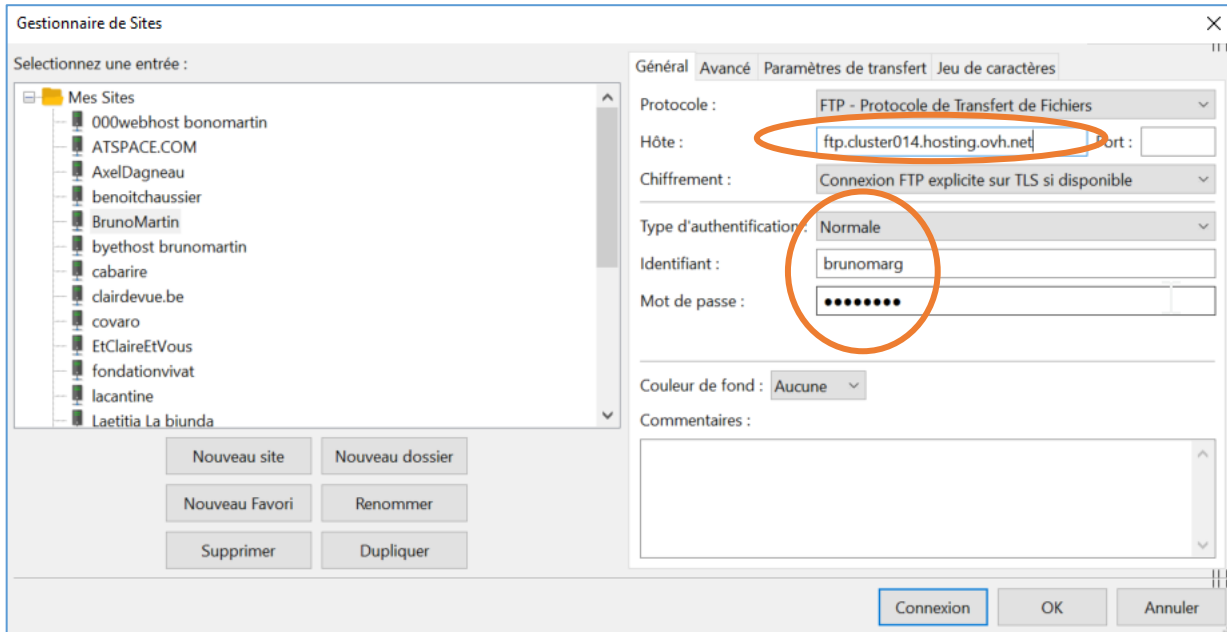 Gestionnaire de Sites
Selectionnez une entrée :
Mes Sites
000webhost bonomartin
ATSPACE.COM
AxelDagneau
benoitchaussier
BrunoMartin
byethost brunomartin
cabarire
clairdevue.be
covaro
EtClaireEtVous
fondationvivat
lacantine
Laetitia La biunda
Nouveau site Nouveau dossier
Nouveau Favori Renommer
Supprimer Dupliquer
Général Avancé Paramètres de transfert Jeu de caractères
Protocole : FTP - Protocole de Transfert de Fichiers
Hôte : ftp.cluster014.hosting.ovh.net Port :
Chiffrement : Connexion FTP explicite sur TLS si disponible
Type d'authentification : Normale
Identifiant : brunomarg
Mot de passe : ●●●●●●●●
Couleur de fond : Aucune
Commentaires :
Connexion OK Annuler